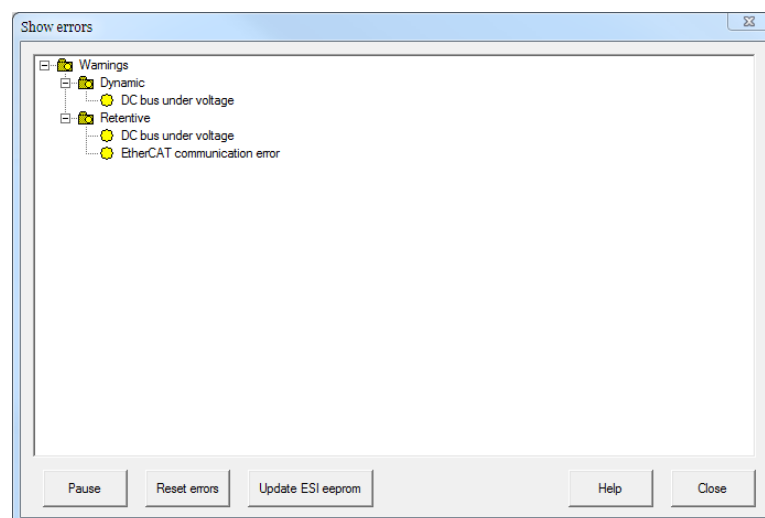 Show errors
Warnings
Dynamic
DC bus under voltage
Retentive
DC bus under voltage
EtherCAT communication error
Pause Reset errors Update ESI eeprom Help Close